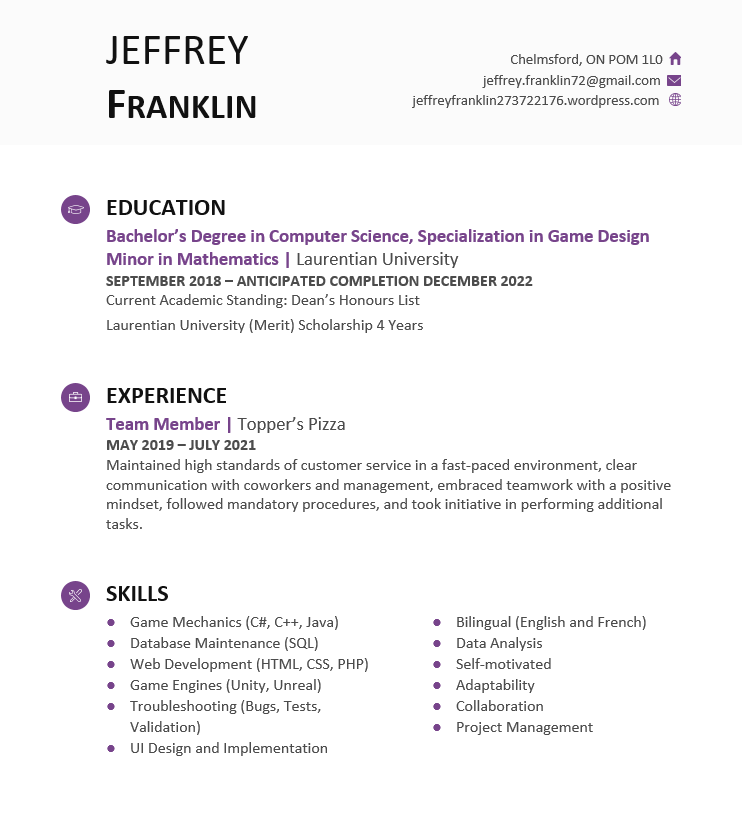 JEFFREY
FRANKLIN
Chelmsford, ON POM 1L0
jeffrey.franklin72@gmail.com
jeffreyfranklin273722176.wordpress.com
EDUCATION
Bachelor’s Degree in Computer Science, Specialization in Game Design
Minor in Mathematics | Laurentian University
SEPTEMBER 2018 – ANTICIPATED COMPLETION DECEMBER 2022
Current Academic Standing: Dean’s Honours List
Laurentian University (Merit) Scholarship 4 Years
EXPERIENCE
Team Member | Topper’s Pizza
MAY 2019 – JULY 2021
Maintained high standards of customer service in a fast-paced environment, clear
communication with coworkers and management, embraced teamwork with a positive
mindset, followed mandatory procedures, and took initiative in performing additional
tasks.
SKILLS
● Game Mechanics (C#, C++, Java)
● Database Maintenance (SQL)
● Web Development (HTML, CSS, PHP)
● Game Engines (Unity, Unreal)
● Troubleshooting (Bugs, Tests,
Validation)
● UI Design and Implementation
● Bilingual (English and French)
● Data Analysis
● Self-motivated
● Adaptability
● Collaboration
● Project Management